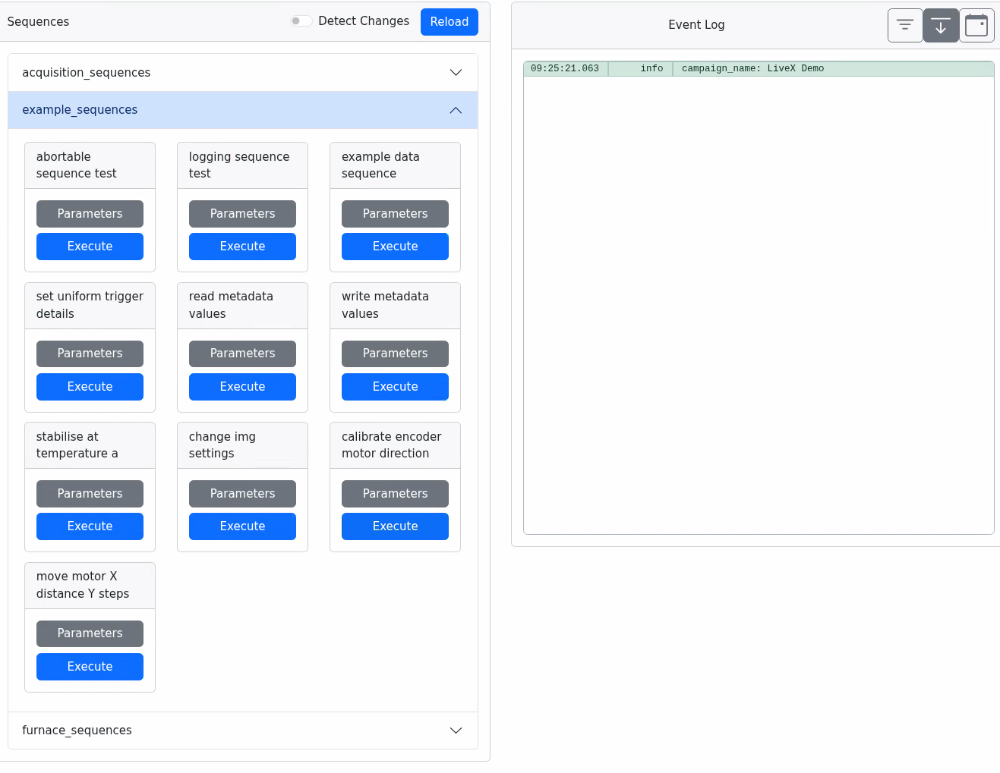 Sequences
Detect Changes
Reload
acquisition_sequences
example_sequences
abortable
sequence test
Parameters
Execute
logging sequence
test
Parameters
Execute
example data
sequence
Parameters
Execute
set uniform trigger
details
Parameters
Execute
read metadata
values
Parameters
Execute
write metadata
values
Parameters
Execute
stabilise at
temperature a
Parameters
Execute
change img
settings
Parameters
Execute
calibrate encoder
motor direction
Parameters
Execute
move motor X
distance Y steps
Parameters
Execute
furnace_sequences
Event Log
09:25:21.063 info campaign_name: LiveX Demo